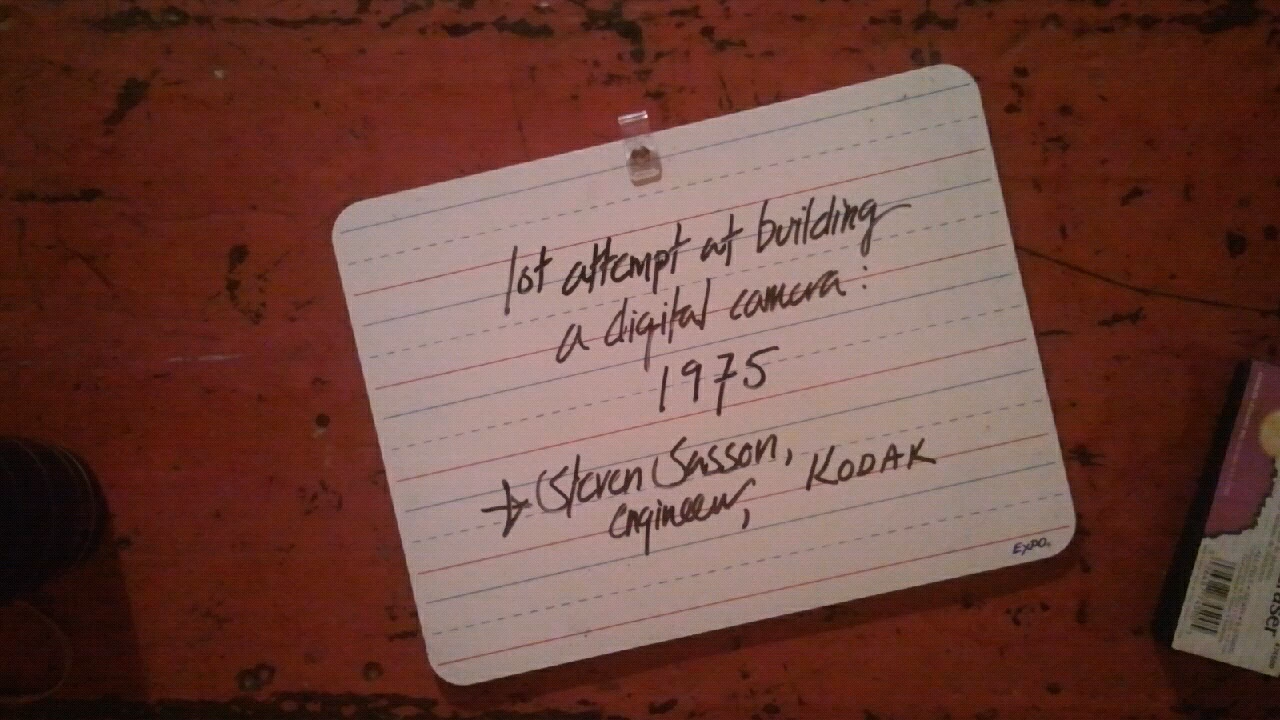 1st attempt at building
a digital camera:
1975
→ Steven Sasson, KODAK
engineer,
EXPO.